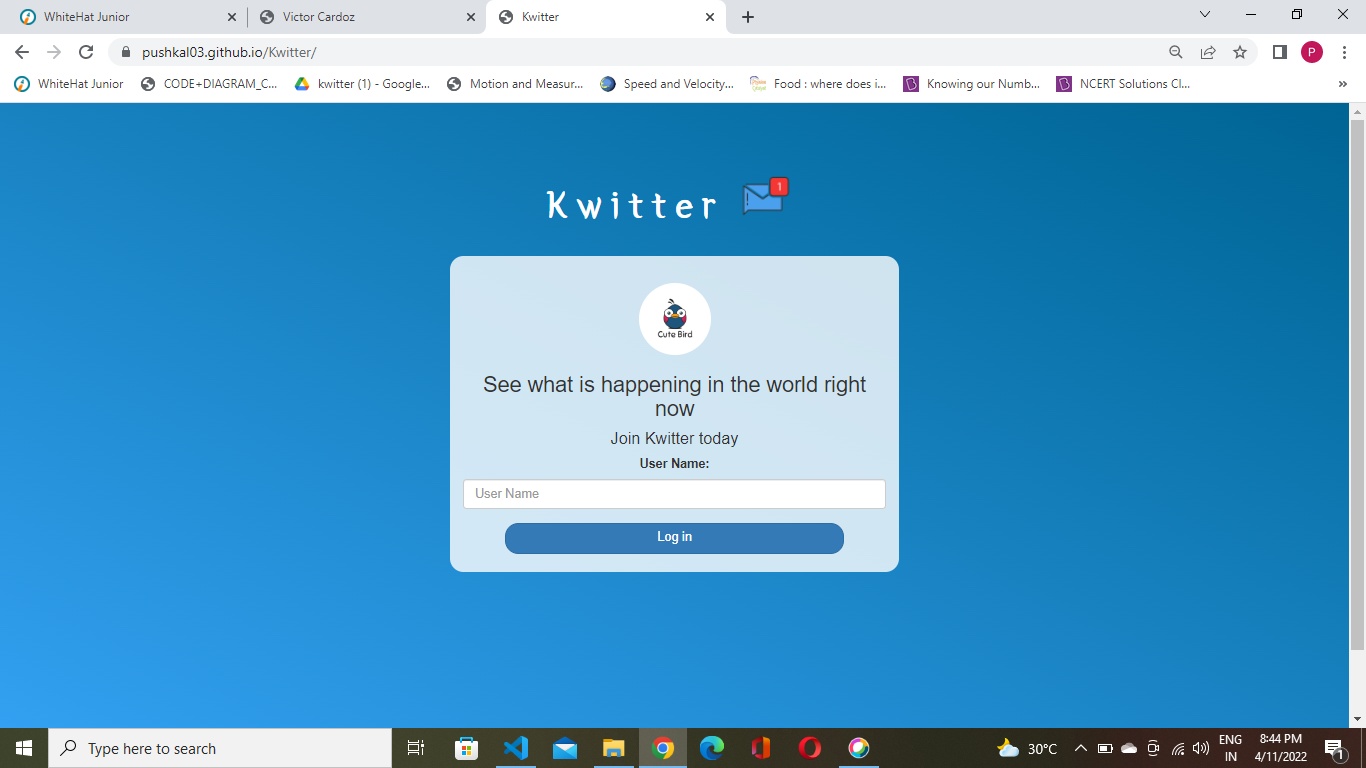 WhiteHat Junior
Victor Cardoz
Kwitter
pushkal03.github.io/Kwitter/
P
WhiteHat Junior
CODE+DIAGRAM_C...
kwitter (1) - Google...
Motion and Measur...
Speed and Velocity...
Food : where does i...
Knowing our Numb...
NCERT Solutions Cl...
»
Kwitter
1
Cute Bird
See what is happening in the world right
now
Join Kwitter today
User Name:
User Name
Log in
Type here to search
30°C
ENG
IN
8:44 PM
4/11/2022
1